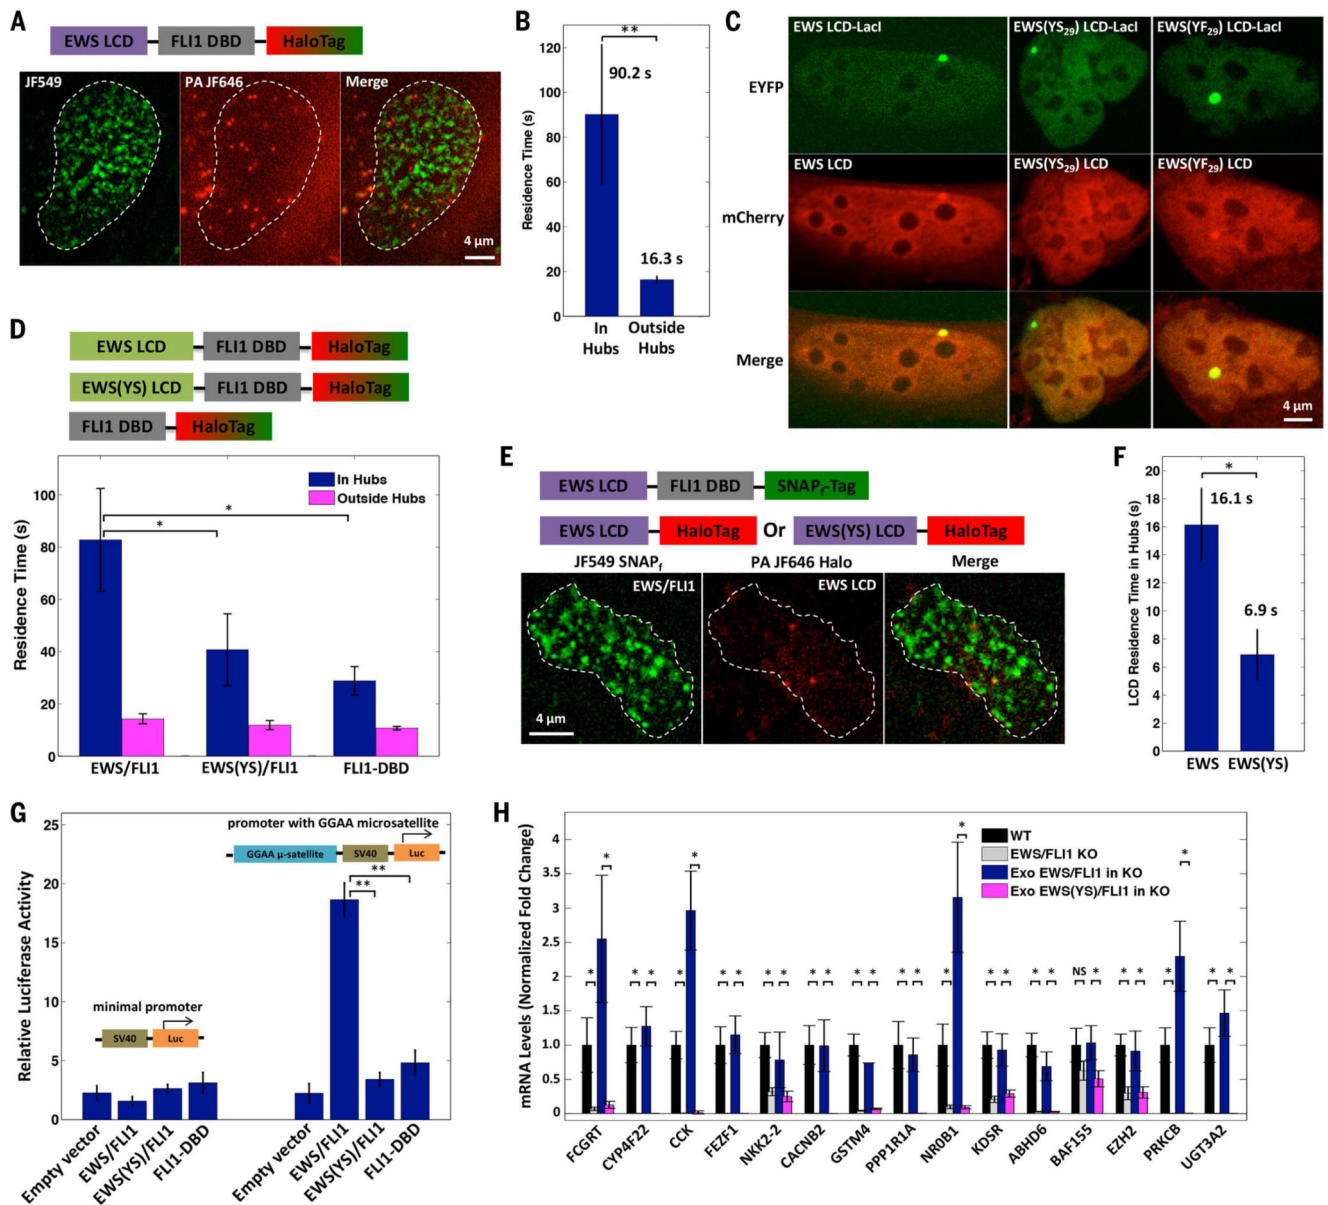 A
EWS LCD
FLI1 DBD
HaloTag
JF549
PA JF646
Merge
4 µm
B
Residence Time (s)
120
100
80
60
40
20
0
**
90.2 s
16.3 s
In Hubs
Outside Hubs
C
EWS LCD-LacI
EWS(YS29) LCD-LacI
EWS(YF29) LCD-LacI
EYFP
EWS LCD
EWS(YS29) LCD
EWS(YF29) LCD
mCherry
Merge
4 µm
D
EWS LCD
FLI1 DBD
HaloTag
EWS(YS) LCD
FLI1 DBD
HaloTag
FLI1 DBD
HaloTag
Residence Time (s)
100
80
60
40
20
0
In Hubs
Outside Hubs
*
*
EWS/FLI1
EWS(YS)/FLI1
FLI1-DBD
E
EWS LCD
FLI1 DBD
SNAPf-Tag
EWS LCD
HaloTag
Or
EWS(YS) LCD
HaloTag
JF549 SNAPf
PA JF646 Halo
Merge
EWS/FLI1
EWS LCD
4 µm
F
LCD Residence Time in Hubs (s)
20
18
16
14
12
10
8
6
4
2
0
*
16.1 s
6.9 s
EWS
EWS(YS)
G
Relative Luciferase Activity
25
20
15
10
5
0
promoter with GGAA microsatellite
GGAA µ-satellite
SV40
Luc
**
**
minimal promoter
SV40
Luc
Empty vector
EWS/FLI1
EWS(YS)/FLI1
FLI1-DBD
Empty vector
EWS/FLI1
EWS(YS)/FLI1
FLI1-DBD
H
mRNA Levels (Normalized Fold Change)
4
3.5
3
2.5
2
1.5
1.0
0.5
0
WT
EWS/FLI1 KO
Exo EWS/FLI1 in KO
Exo EWS(YS)/FLI1 in KO
* * * * * * * * * * * * * * * * * * * * * NS * * * * * * *
FCGRT
CYP4F22
CCK
FEZF1
NKK2-2
CACNB2
GSTM4
PPP1R1A
NR0B1
KDSR
ABHD6
BAF155
EZH2
PRKCB
UGT3A2